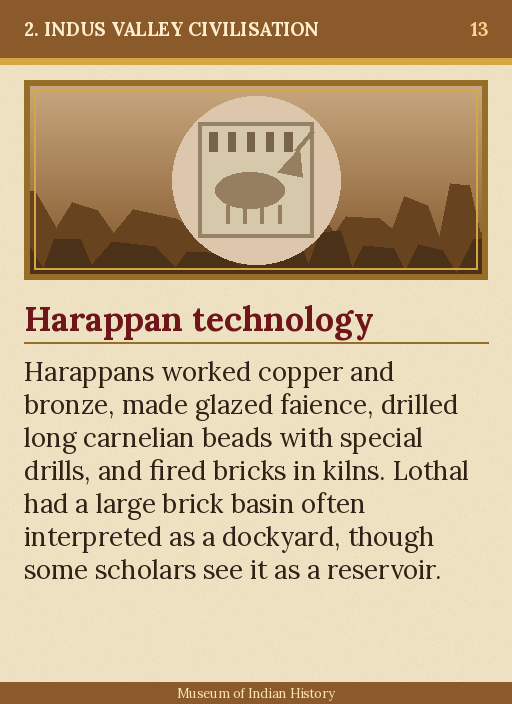 2. INDUS VALLEY CIVILISATION 13
Harappan technology
Harappans worked copper and
bronze, made glazed faience, drilled
long carnelian beads with special
drills, and fired bricks in kilns. Lothal
had a large brick basin often
interpreted as a dockyard, though
some scholars see it as a reservoir.
Museum of Indian History